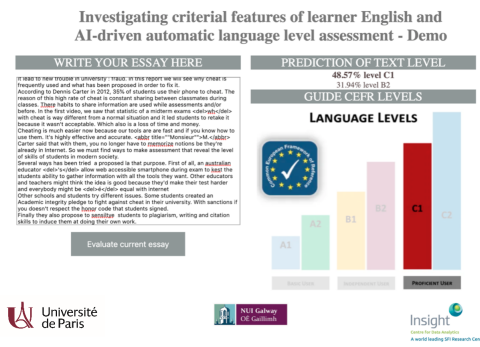 Investigating criterial features of learner English and
AI-driven automatic language level assessment - Demo
WRITE YOUR ESSAY HERE
it lead to new trouble in university : fraud. In this report we will see why cheat is
frequently used and what has been proposed in order to fix it.
According to Dennis Carter in 2012, 35% of students use their phone to cheat. The
reason of this high rate of cheat is constant sharing between classmates during
classes. There habits to share information are used while assessments and/or
before. In the first video, we saw that statistic of a midterm exams <del>wh</del>
with cheat is way different from a normal situation and it led students to retake it
because it wasn't acceptable. Which also is a loss of time and money.
Cheating is much easier now because our tools are fast and if you know how to
use them. It's highly effective and accurate. <abbr title=""Monsieur">M.</abbr>
Carter said that with them, you no longer have to memorize notions be they're
already in Internet. So we must find ways to make assessment that reveal the level
of skills of students in modern society.
Several ways has been tried a proposed ia that purpose. First of all, an australian
educator <del>'s</del> allow web accessible smartphone during exam to kest the
students ability to gather information with all the tools they want. Other educators
and teachers might think the idea is good because they'd make their test harder
and everybody might be <del>i</del> equal with internet
Other schools and students try different issues. Some students created an
Academic integrity pledge to fight against cheat in their university. With sanctions if
you doesn't respect the honor code that students signed.
Finally they also propose to sensitive students to plagiarism, writing and citation
skills to induce them at doing their own work.
Evaluate current essay
PREDICTION OF TEXT LEVEL
48.57% level C1
31.94% level B2
GUIDE CEFR LEVELS
LANGUAGE LEVELS
Common European Framework of Reference
A1
A2
B1
B2
C1
C2
BASIC USER
INDEPENDENT USER
PROFICIENT USER
Université
de Paris
NUI Galway
OÉ Gaillimh
Insight
Centre for Data Analytics
A world leading SFI Research Cen